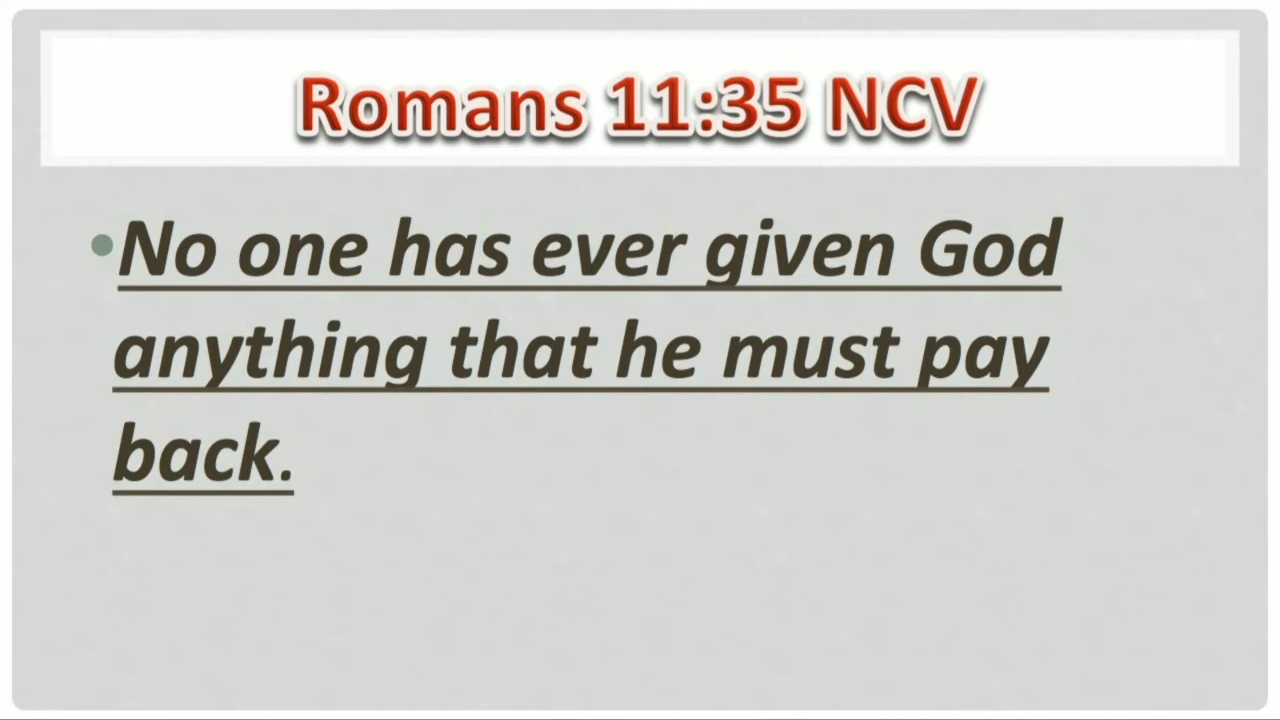 Romans 11:35 NCV
•No one has ever given God
anything that he must pay
back.